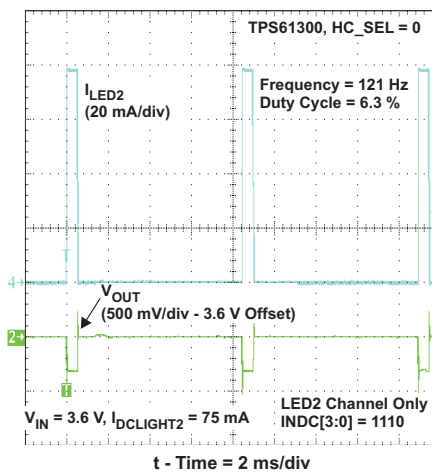 TPS61300, HC_SEL = 0
I_LED2
(20 mA/div)
Frequency = 121 Hz
Duty Cycle = 6.3 %
T
4
V_OUT
(500 mV/div - 3.6 V Offset)
2
T
LED2 Channel Only
V_IN = 3.6 V, I_DCLIGHT2 = 75 mA
INDC[3:0] = 1110
t - Time = 2 ms/div